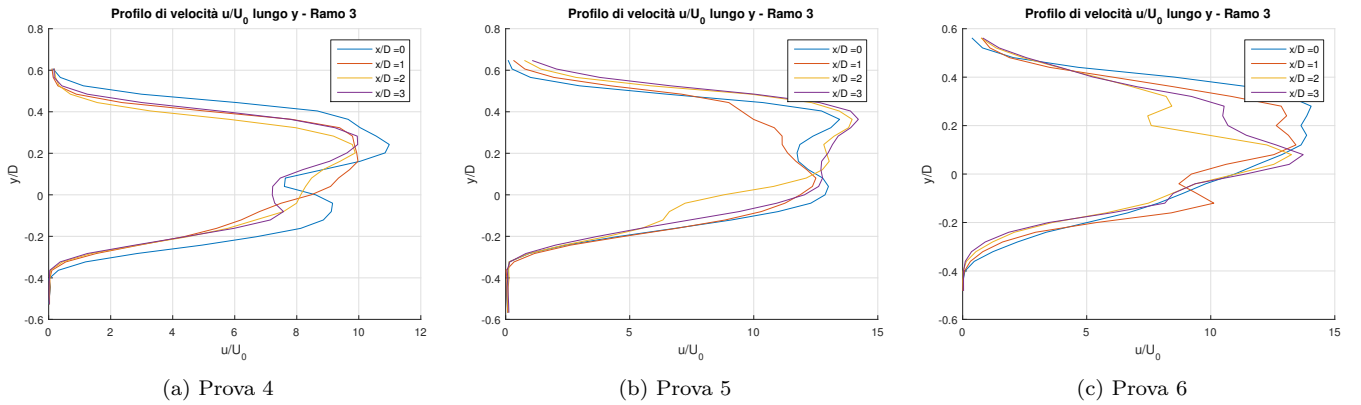 Profilo di velocità u/U0 lungo y - Ramo 3
0.8
0.6
0.4
0.2
0
-0.2
-0.4
-0.6
y/D
0 2 4 6 8 10 12
u/U0
x/D =0
x/D =1
x/D =2
x/D =3
(a) Prova 4
Profilo di velocità u/U0 lungo y - Ramo 3
0.8
0.6
0.4
0.2
0
-0.2
-0.4
-0.6
y/D
0 5 10 15
u/U0
x/D =0
x/D =1
x/D =2
x/D =3
(b) Prova 5
Profilo di velocità u/U0 lungo y - Ramo 3
0.6
0.4
0.2
0
-0.2
-0.4
-0.6
y/D
0 5 10 15
u/U0
x/D =0
x/D =1
x/D =2
x/D =3
(c) Prova 6